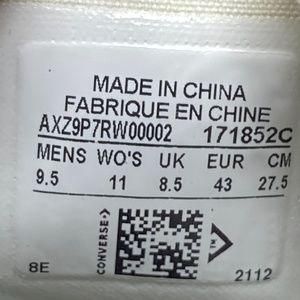 MADE IN CHINA
FABRIQUE EN CHINE
AXZ9P7RW00002 171852C
MENS WO'S UK EUR CM
9.5 11 8.5 43 27.5
CONVERSE
TM
8E 2112